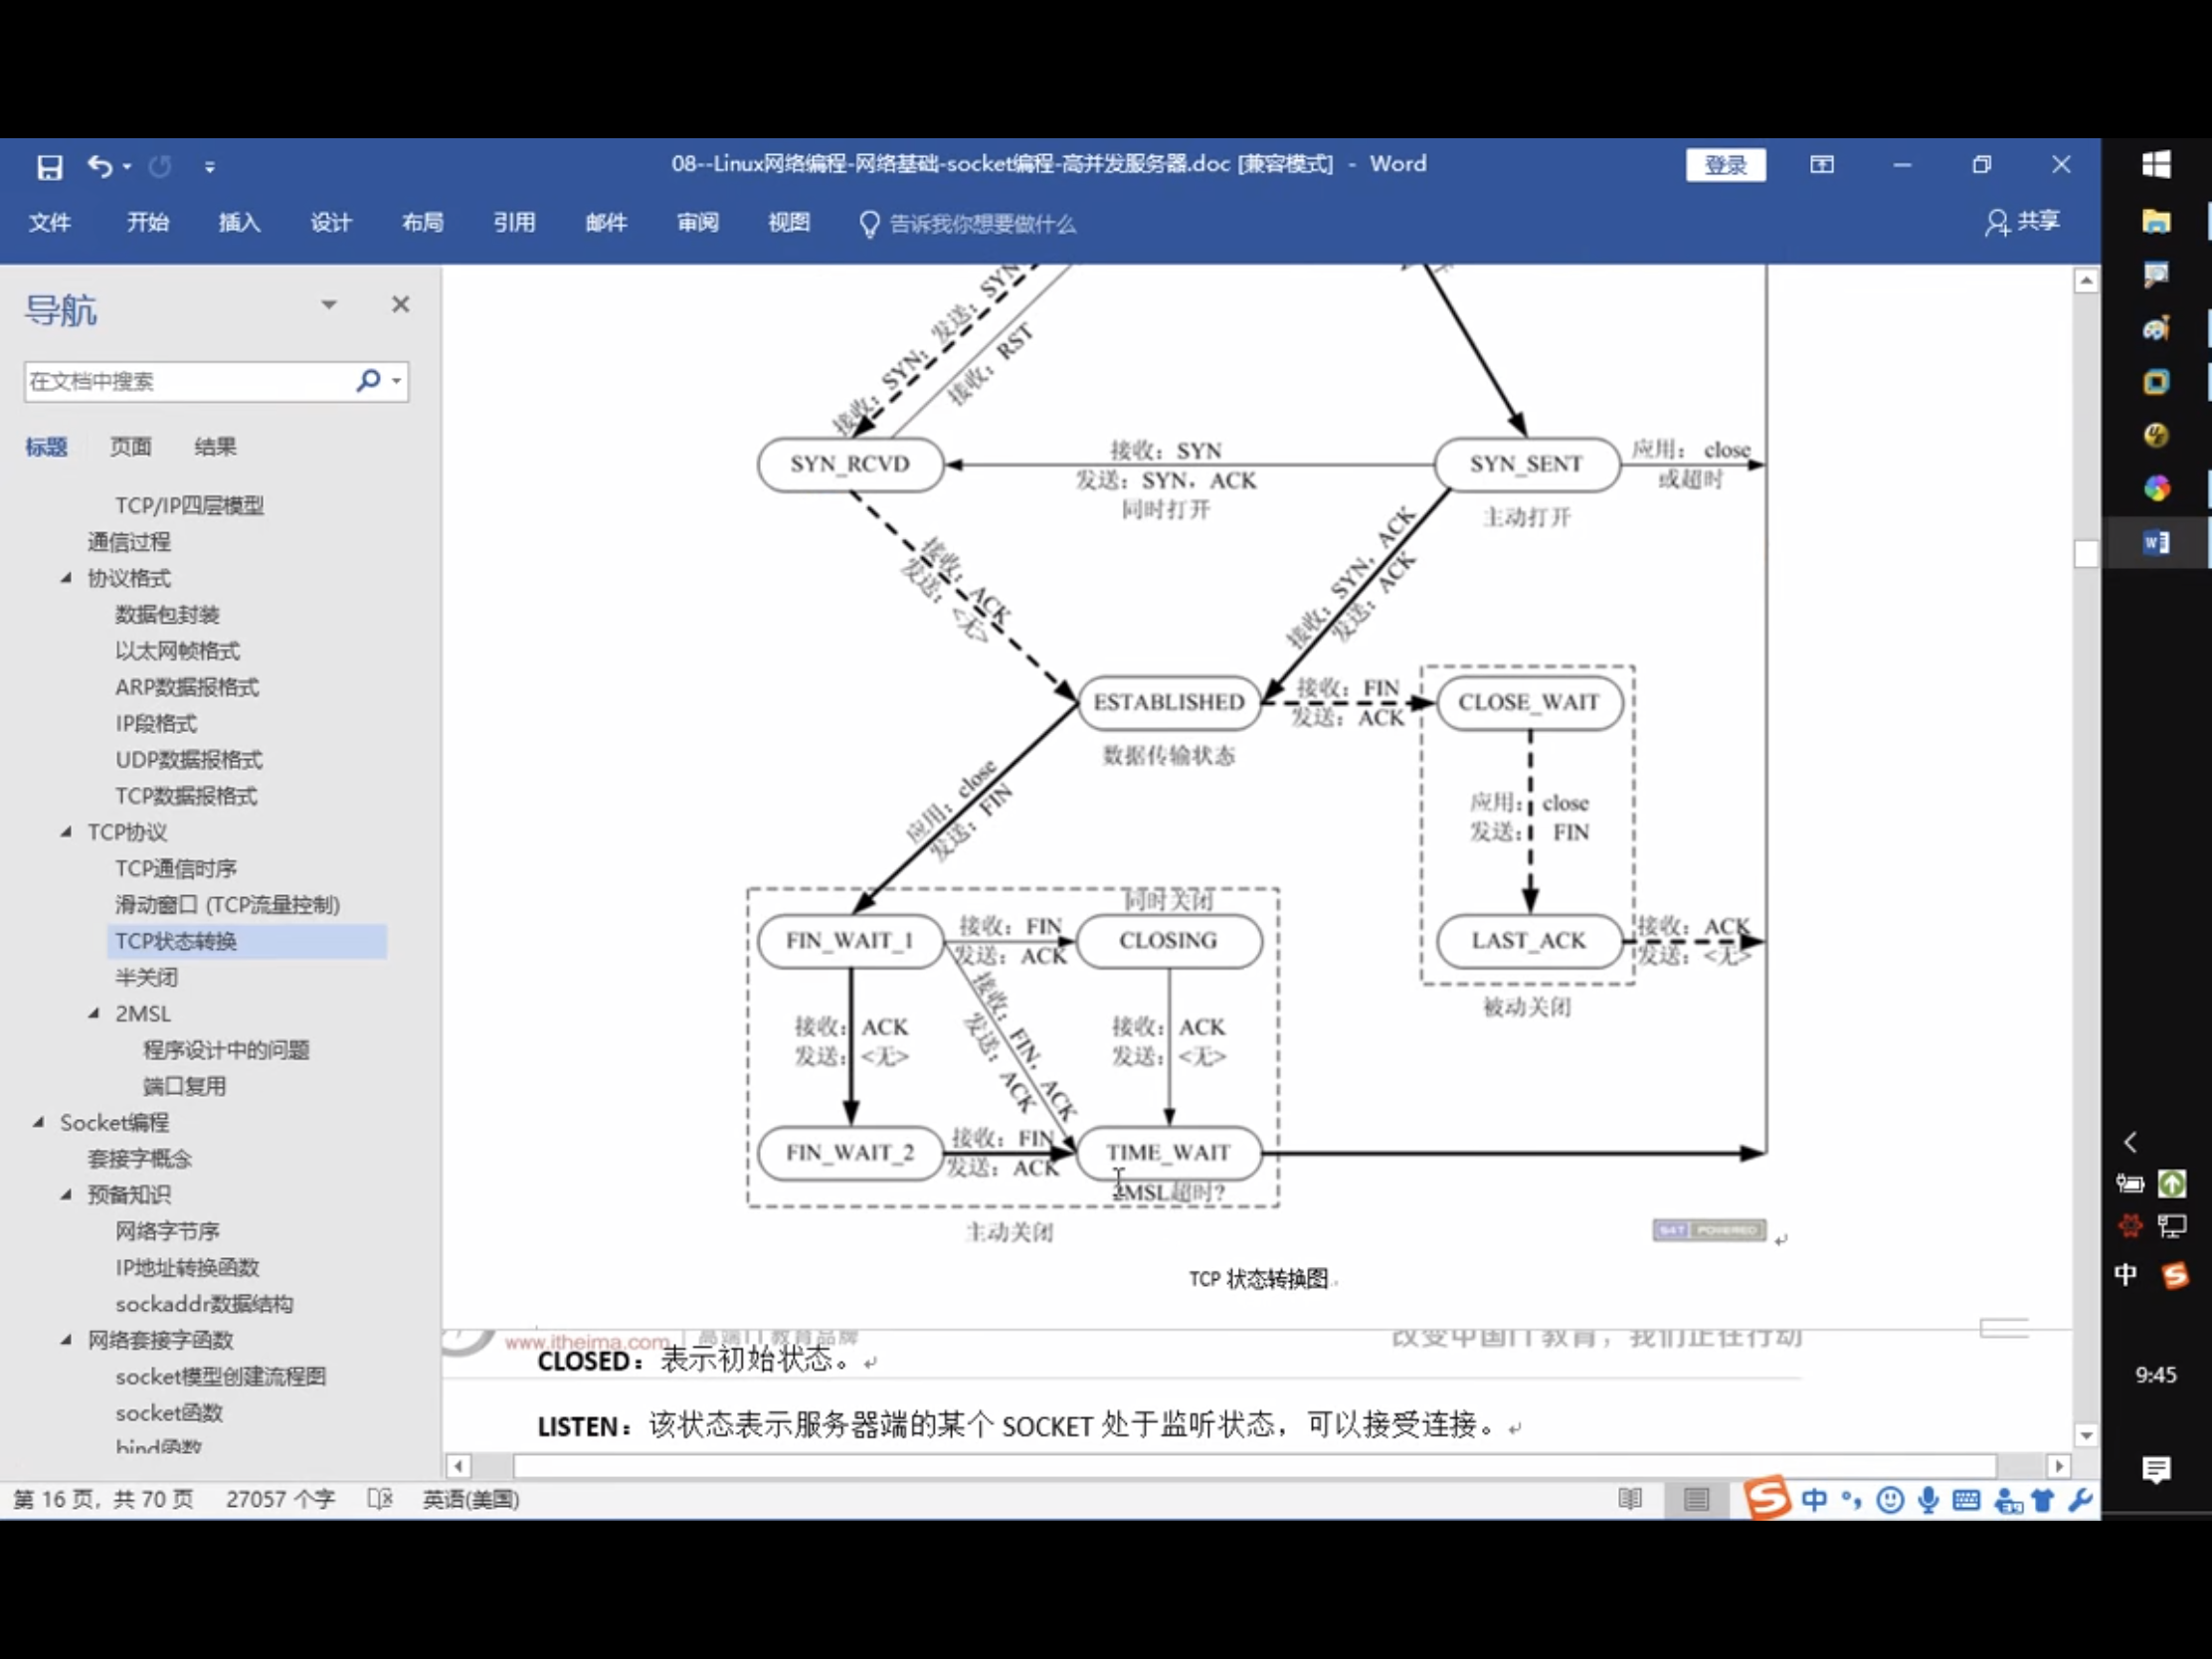 08--Linux网络编程-网络基础-socket编程-高并发服务器.doc [兼容模式] - Word
登录
文件 开始 插入 设计 布局 引用 邮件 审阅 视图 告诉我你想要做什么 共享
导航
在文档中搜索
标题 页面 结果
TCP/IP四层模型
通信过程
协议格式
数据包封装
以太网帧格式
ARP数据报格式
IP段格式
UDP数据报格式
TCP数据报格式
TCP协议
TCP通信时序
滑动窗口 (TCP流量控制)
TCP状态转换
半关闭
2MSL
程序设计中的问题
端口复用
Socket编程
套接字概念
预备知识
网络字节序
IP地址转换函数
sockaddr数据结构
网络套接字函数
socket模型创建流程图
socket函数
bind函数
接收：SYN； 发送：SYN
接收：RST
SYN_RCVD
接收：SYN
发送：SYN，ACK
同时打开
SYN_SENT
主动打开
应用：close
或超时
接收：ACK
发送：<无>
接收：SYN，ACK
发送：ACK
ESTABLISHED
数据传输状态
接收：FIN
发送：ACK
CLOSE_WAIT
应用：close
发送：FIN
应用：close
发送：FIN
同时关闭
FIN_WAIT_1
接收：FIN
发送：ACK
CLOSING
LAST_ACK
接收：ACK
发送：<无>
被动关闭
接收：ACK
发送：<无>
接收：FIN，ACK
发送：ACK
接收：ACK
发送：<无>
FIN_WAIT_2
接收：FIN
发送：ACK
TIME_WAIT
2MSL超时?
主动关闭
POWERED
TCP 状态转换图
www.itheima.com 高端IT教育品牌
改变中国IT教育，我们正在行动
CLOSED：表示初始状态。
LISTEN：该状态表示服务器端的某个 SOCKET 处于监听状态，可以接受连接。
第 16 页，共 70 页 27057 个字 英语(美国)
中
中
9:45